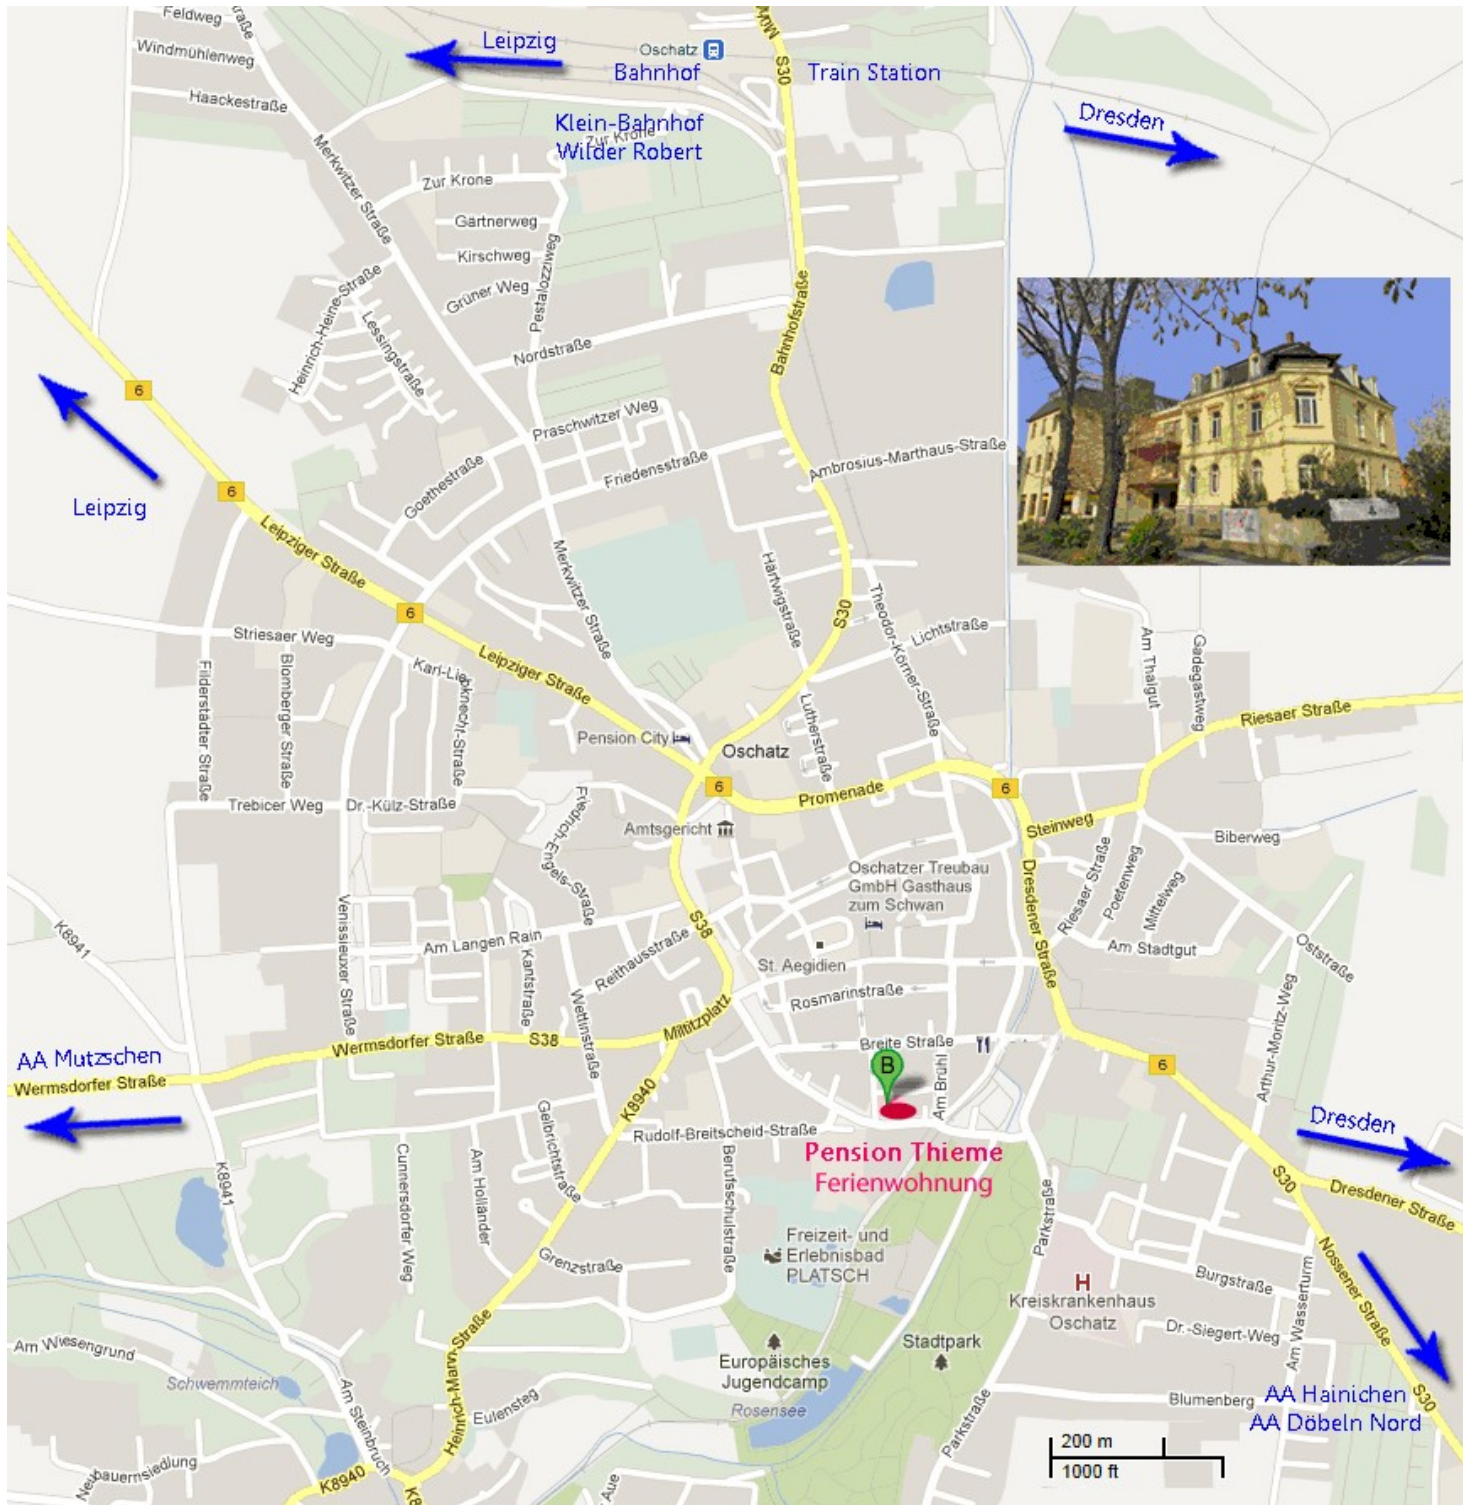 Feldweg
Windmühlenweg
Haackestraße
Leipzig
Oschatz
Bahnhof
Train Station
S30
Klein-Bahnhof
Wilder Robert
Zur Krone
Dresden
Merkwitzer Straße
Zur Krone
Gärtnerweg
Kirschweg
Grüner Weg
Pestalozziweg
Heinrich-Heine-Straße
Lessingstraße
Nordstraße
Bahnhofstraße
6
Leipzig
6
Praschwitzer Weg
Goethestraße
Friedensstraße
Ambrosius-Marthaus-Straße
Leipziger Straße
Merkwitzer Straße
Härtwigstraße
S30
Theodor-Körner-Straße
Lichtstraße
6
Striesaer Weg
Filderstädter Straße
Blomberger Straße
Karl-Liebknecht-Straße
Leipziger Straße
Am Thalgut
Gadegastweg
Riesaer Straße
Pension City
Oschatz
Lutherstraße
6
Promenade
6
Trebicer Weg
Dr.-Külz-Straße
Friedrich-Engels-Straße
Amtsgericht
Steinweg
Biberweg
Oschatzer Treubau
GmbH Gasthaus
zum Schwan
Dresdener Straße
Riesaer Straße
Poetenweg
Mittelweg
Am Stadtgut
Oststraße
K8941
Venissieuxer Straße
Am Langen Rain
Kantstraße
Reithausstraße
S38
St. Aegidien
Rosmarinstraße
Wettinstraße
Miltitzplatz
Arthur-Moritz-Weg
AA Mutzschen
Wermsdorfer Straße
Wermsdorfer Straße
S38
Breite Straße
B
Am Brühl
6
K8940
Gelbrichtstraße
Rudolf-Breitscheid-Straße
Pension Thieme
Ferienwohnung
Dresden
K8941
Cunnersdorfer Weg
Am Holländer
Berufsschulstraße
Parkstraße
S30
Dresdener Straße
Grenzstraße
Freizeit- und
Erlebnisbad
PLATSCH
H
Kreiskrankenhaus
Oschatz
Burgstraße
Nossener Straße
Dr.-Siegert-Weg
Am Wasserturm
Am Wiesengrund
Schwemmteich
Am Steinbruch
Heinrich-Mann-Straße
Eulensteg
Europäisches
Jugendcamp
Rosensee
Stadtpark
Parkstraße
Blumenberg
AA Hainichen
AA Döbeln Nord
S30
Neubauernsiedlung
K8940
Aue
200 m
1000 ft